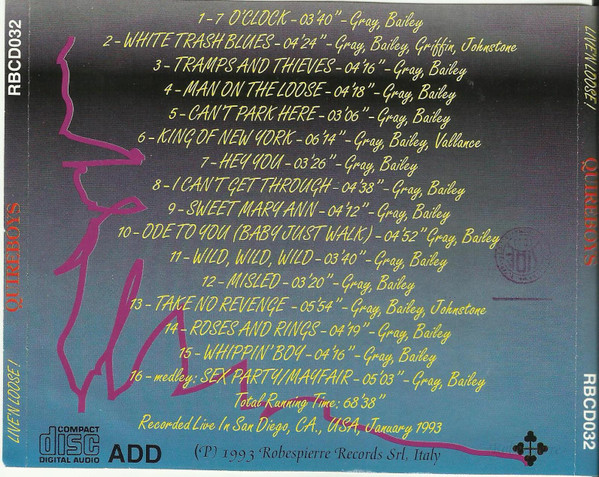 RBCD032
QUIREBOYS
LIVE'N'LOOSE!
1 - 7 O'CLOCK - 03'40" - Gray, Bailey
2 - WHITE TRASH BLUES - 04'24" - Gray, Bailey, Griffin, Johnstone
3 - TRAMPS AND THIEVES - 04'16" - Gray, Bailey
4 - MAN ON THE LOOSE - 04'18" - Gray, Bailey
5 - CAN'T PARK HERE - 03'06" - Gray, Bailey
6 - KING OF NEW YORK - 06'14" - Gray, Bailey, Vallance
7 - HEY YOU - 03'26" - Gray, Bailey
8 - I CAN'T GET THROUGH - 04'38" - Gray, Bailey
9 - SWEET MARY ANN - 04'12" - Gray, Bailey
10 - ODE TO YOU (BABY JUST WALK) - 04'52" Gray, Bailey
11 - WILD, WILD, WILD - 03'40" - Gray, Bailey
12 - MISLED - 03'20" - Gray, Bailey
13 - TAKE NO REVENGE - 05'54" - Gray, Bailey, Johnstone
14 - ROSES AND RINGS - 04'19" - Gray, Bailey
15 - WHIPPIN' BOY - 04'16" - Gray, Bailey
16 - medley: SEX PARTY/MAYFAIR - 05'03" - Gray, Bailey
Total Running Time: 68'38"
Recorded Live In San Diego, CA., USA, January 1993
COMPACT
disc
DIGITAL AUDIO
ADD
(P) 1993 Robespierre Records Srl, Italy
LIVE'N'LOOSE!
QUIREBOYS
RBCD032